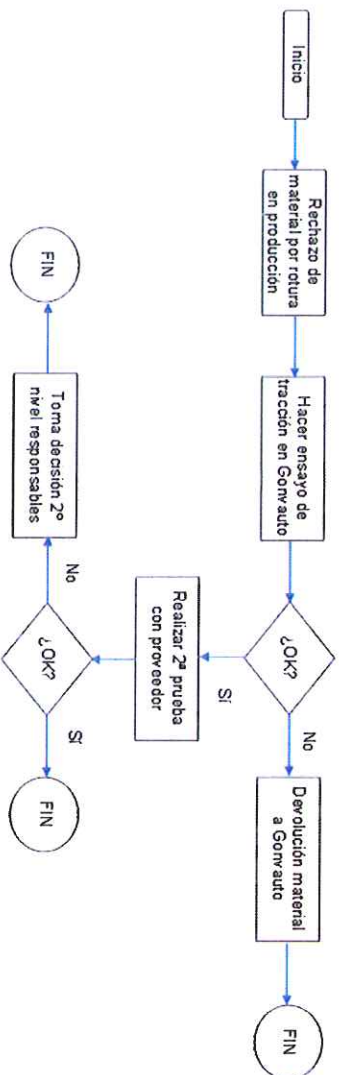 Inicio
Rechazo de
material por rotura
en producción
Hacer ensayo de
tracción en Gonvauto
¿OK?
No
Devolución material
a Gonvauto
FIN
Sí
Realizar 2ª prueba
con proveedor
¿OK?
Sí
FIN
No
Toma decisión 2º
nivel responsables
FIN